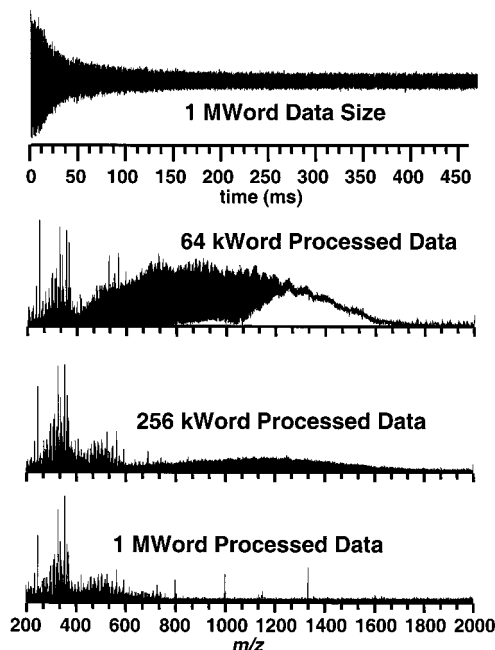 1 MWord Data Size
0 50 100 150 200 250 300 350 400 450
time (ms)
64 kWord Processed Data
256 kWord Processed Data
1 MWord Processed Data
200 400 600 800 1000 1200 1400 1600 1800 2000
m/z